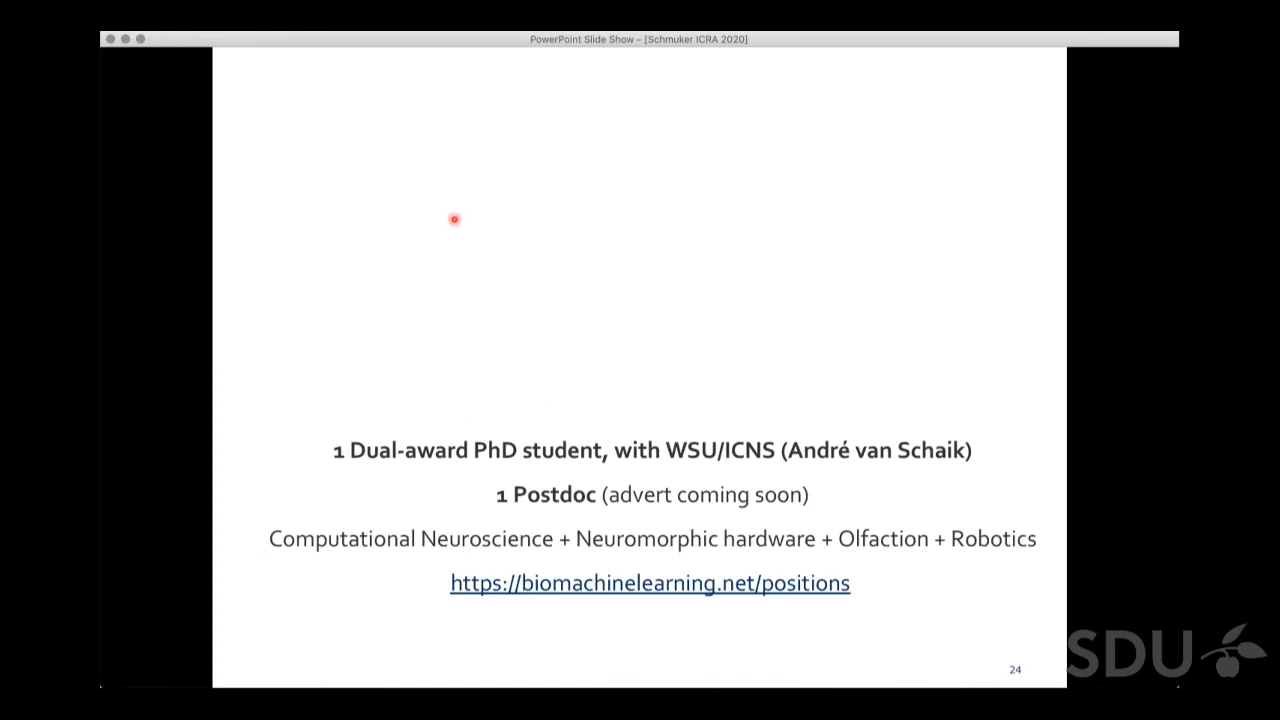 PowerPoint Slide Show – [Schmuker ICRA 2020]
1 Dual-award PhD student, with WSU/ICNS (André van Schaik)
1 Postdoc (advert coming soon)
Computational Neuroscience + Neuromorphic hardware + Olfaction + Robotics
https://biomachinelearning.net/positions
24
SDU